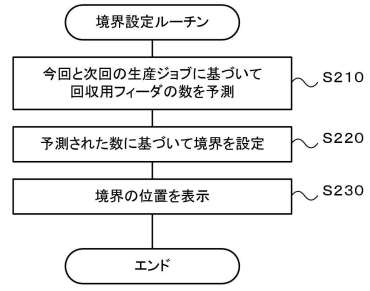 境界設定ルーチン
今回と次回の生産ジョブに基づいて
回収用フィーダの数を予測
S210
予測された数に基づいて境界を設定
S220
境界の位置を表示
S230
エンド